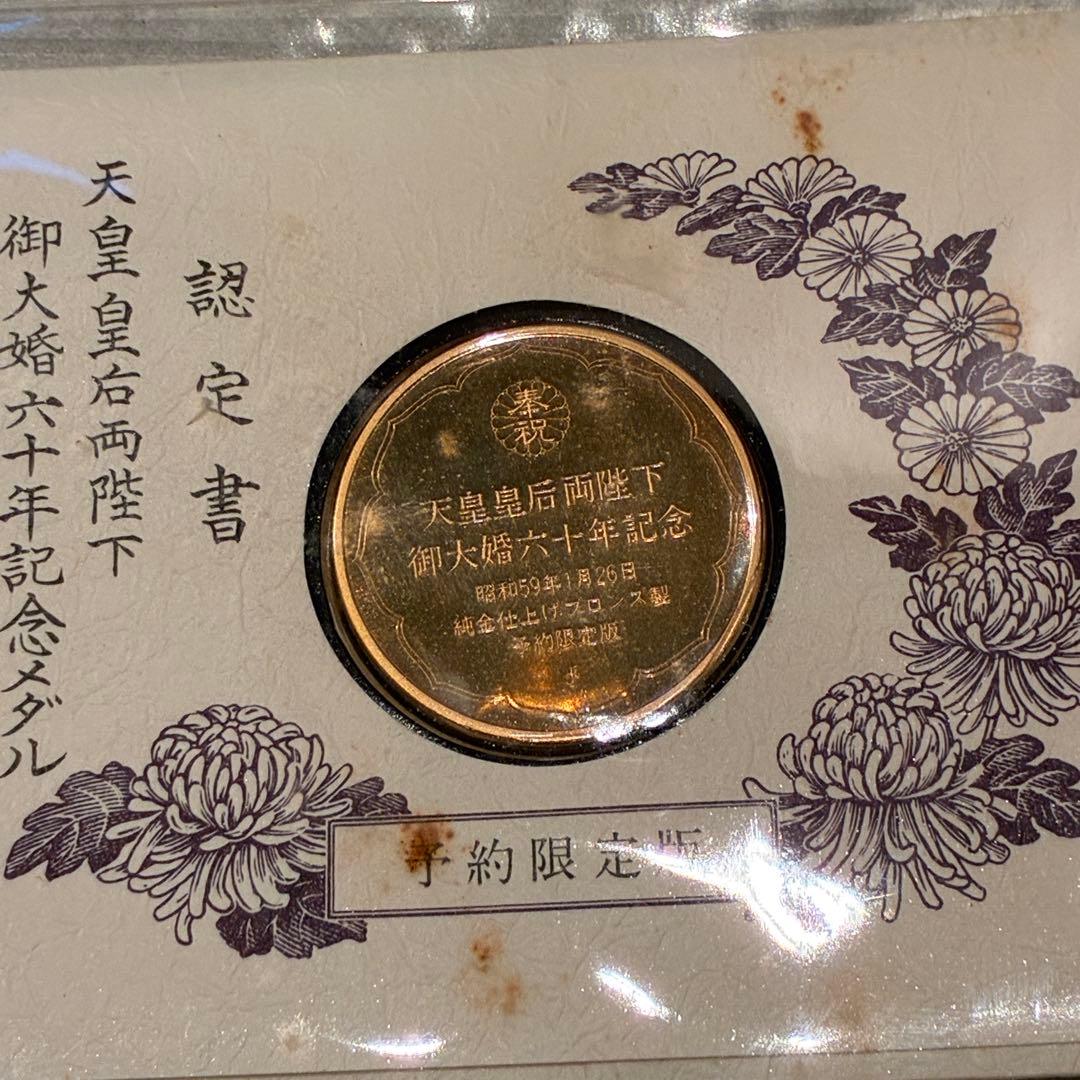 認定書
天皇皇后両陛下
御大婚六十年記念メダル
奉祝
天皇皇后両陛下
御大婚六十年記念
昭和59年1月26日
純金仕上げブロンズ製
予約限定版
予約限定版